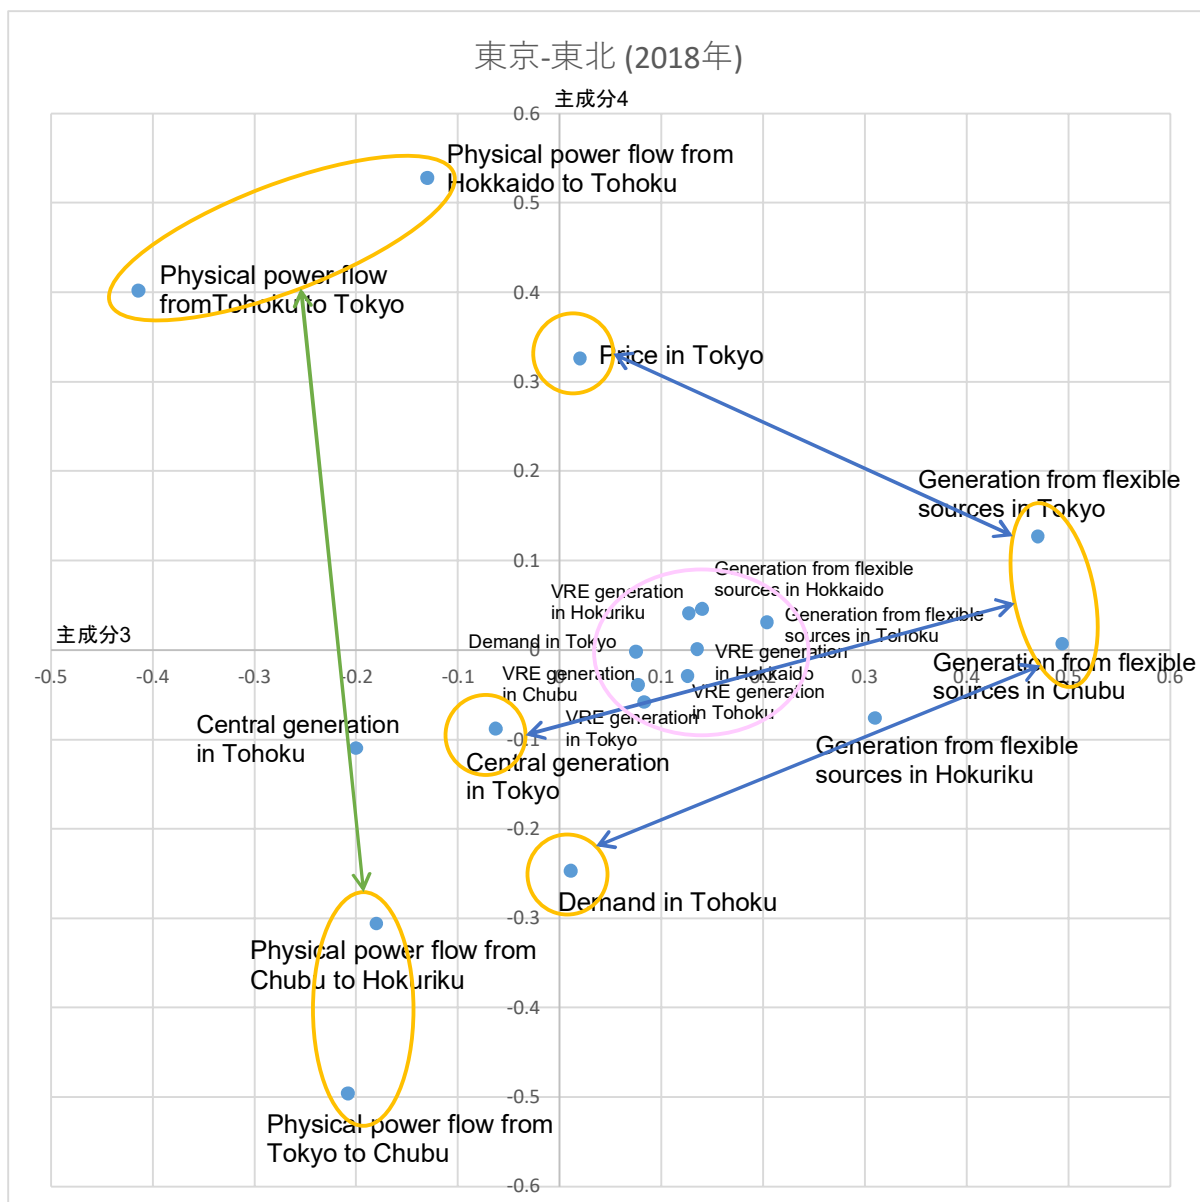 東京-東北 (2018年)
主成分4
0.6
Physical power flow from
Hokkaido to Tohoku
0.5
Physical power flow
fromTohoku to Tokyo
0.4
Price in Tokyo
0.3
Generation from flexible
sources in Tokyo
0.2
0.1
Generation from flexible
sources in Hokkaido
VRE generation
in Hokuriku
Generation from flexible
sources in Tohoku
主成分3
Demand in Tokyo
0
VRE generation
in Hokkaido
Generation from flexible
sources in Chubu
-0.5
-0.4
-0.3
-0.2
-0.1
0
0.1
0.2
0.3
0.4
0.5
0.6
VRE generation
in Chubu
VRE generation
in Tohoku
VRE generation
in Tokyo
Central generation
in Tohoku
-0.1
Central generation
in Tokyo
Generation from flexible
sources in Hokuriku
-0.2
Demand in Tohoku
-0.3
Physical power flow from
Chubu to Hokuriku
-0.4
-0.5
Physical power flow from
Tokyo to Chubu
-0.6